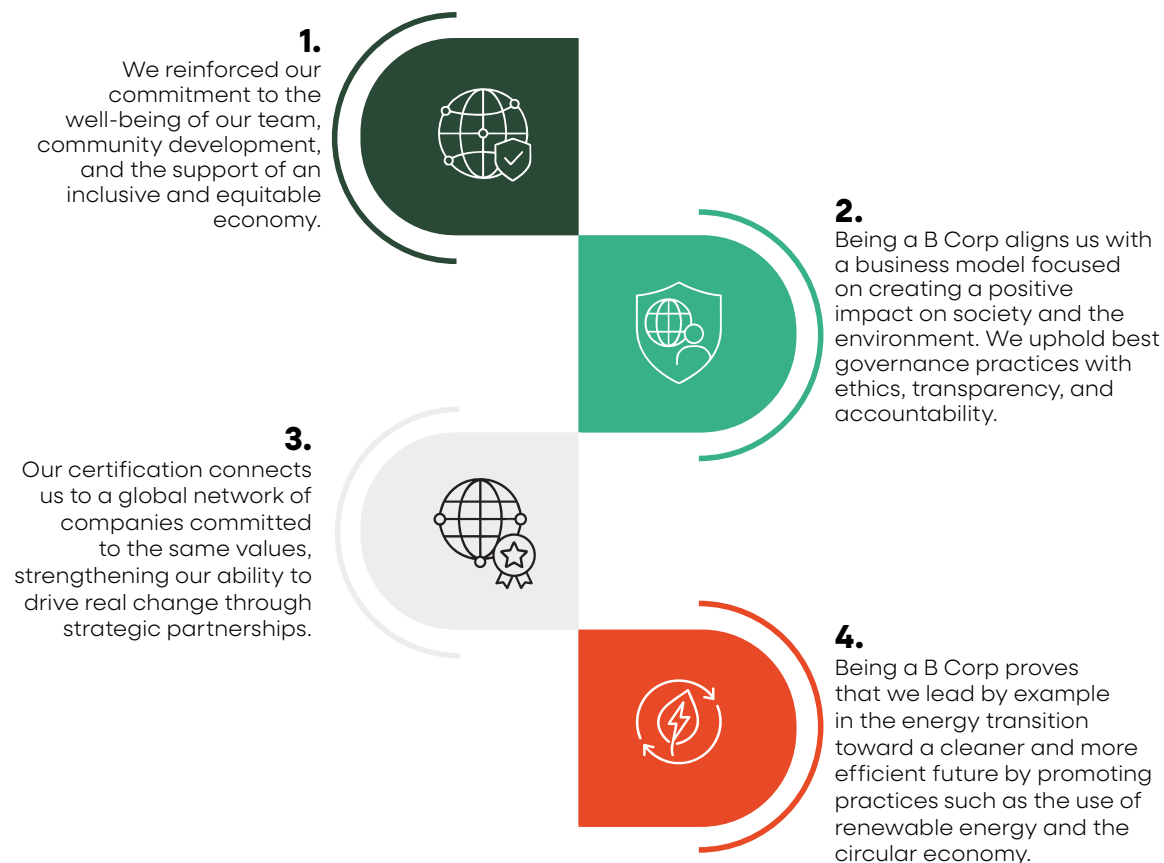 1.
We reinforced our
commitment to the
well-being of our team,
community development,
and the support of an
inclusive and equitable
economy.
2.
Being a B Corp aligns us with
a business model focused
on creating a positive
impact on society and the
environment. We uphold best
governance practices with
ethics, transparency, and
accountability.
3.
Our certification connects
us to a global network of
companies committed
to the same values,
strengthening our ability to
drive real change through
strategic partnerships.
4.
Being a B Corp proves
that we lead by example
in the energy transition
toward a cleaner and more
efficient future by promoting
practices such as the use of
renewable energy and the
circular economy.